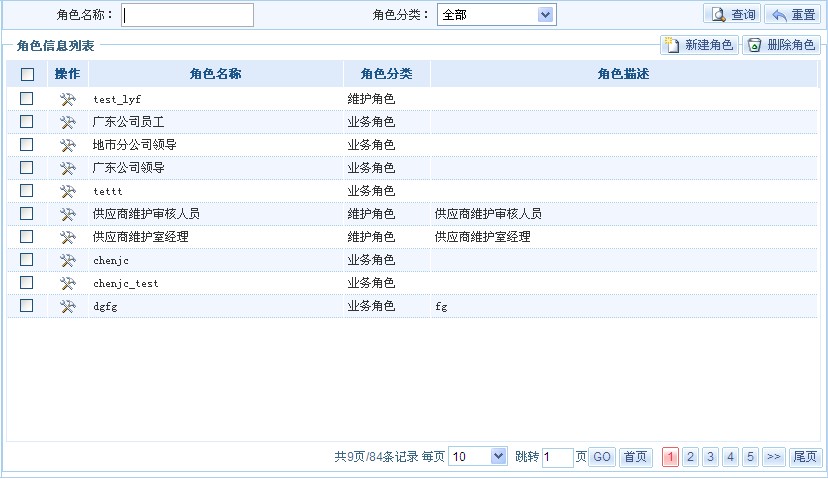 角色名称： 角色分类： 全部 查询 重置
角色信息列表 新建角色 删除角色
操作 角色名称 角色分类 角色描述
test_lyf 维护角色
广东公司员工 业务角色
地市分公司领导 业务角色
广东公司领导 业务角色
tettt 业务角色
供应商维护审核人员 维护角色 供应商维护审核人员
供应商维护室经理 维护角色 供应商维护室经理
chenjc 业务角色
chenjc_test 业务角色
dgfg 业务角色 fg
共9页/84条记录 每页 10 跳转 1 页 GO 首页 1 2 3 4 5 >> 尾页